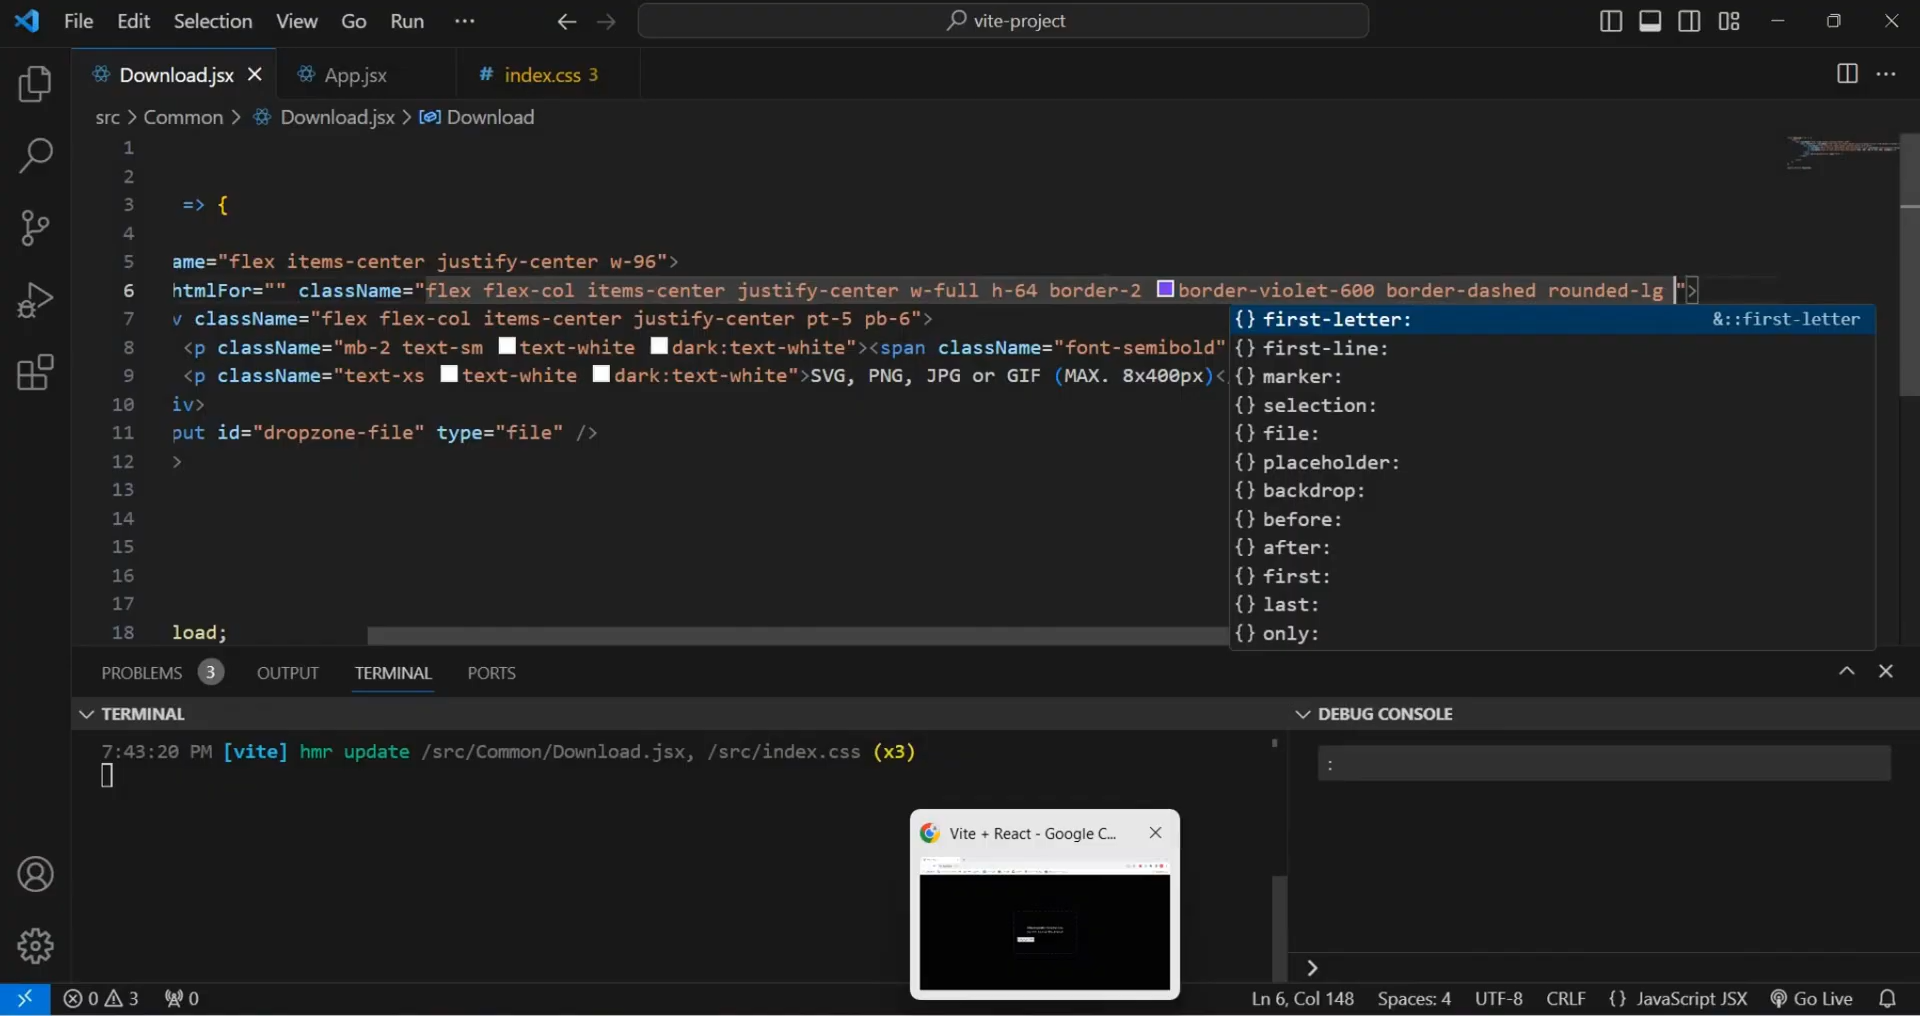 File Edit Selection View Go Run ··· vite-project
Download.jsx App.jsx # index.css 3
src > Common > Download.jsx > Download
1
2
3 => {
4
5 ame="flex items-center justify-center w-96">
6 htmlFor="" className="flex flex-col items-center justify-center w-full h-64 border-2 border-violet-600 border-dashed rounded-lg ">
7 v className="flex flex-col items-center justify-center pt-5 pb-6">
8 <p className="mb-2 text-sm text-white dark:text-white"><span className="font-semibold"
9 <p className="text-xs text-white dark:text-white">SVG, PNG, JPG or GIF (MAX. 8x400px)<
10 iv>
11 put id="dropzone-file" type="file" />
12 >
13
14
15
16
17
18 load;
{} first-letter: &::first-letter
{} first-line:
{} marker:
{} selection:
{} file:
{} placeholder:
{} backdrop:
{} before:
{} after:
{} first:
{} last:
{} only:
PROBLEMS 3 OUTPUT TERMINAL PORTS
TERMINAL
7:43:20 PM [vite] hmr update /src/Common/Download.jsx, /src/index.css (x3)
DEBUG CONSOLE
:
>
Vite + React - Google C...
0 3 0 Ln 6, Col 148 Spaces: 4 UTF-8 CRLF {} JavaScript JSX Go Live